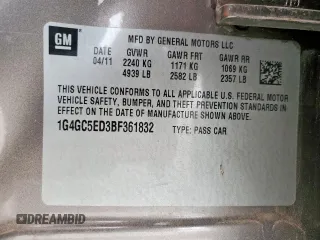 GM
MFD BY GENERAL MOTORS LLC
DATE GVWR GAWR FRT GAWR RR
04/11 2240 KG 1171 KG 1069 KG
4939 LB 2582 LB 2357 LB
THIS VEHICLE CONFORMS TO ALL APPLICABLE U.S. FEDERAL MOTOR
VEHICLE SAFETY, BUMPER, AND THEFT PREVENTION STANDARDS IN
EFFECT ON THE DATE OF MANUFACTURE SHOWN ABOVE.
1G4GC5ED3BF361832 TYPE: PASS CAR
DREAMBID